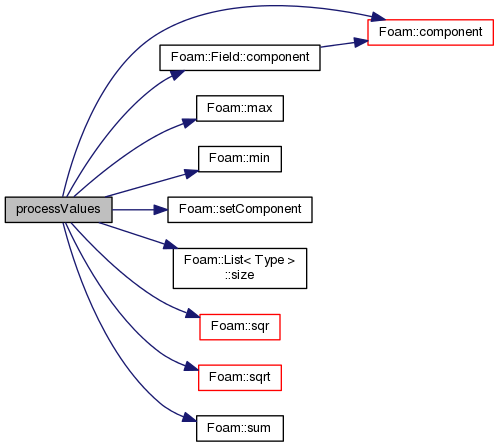 Foam::component
Foam::Field::component
Foam::max
Foam::min
processValues
Foam::setComponent
Foam::List< Type >
::size
Foam::sqr
Foam::sqrt
Foam::sum